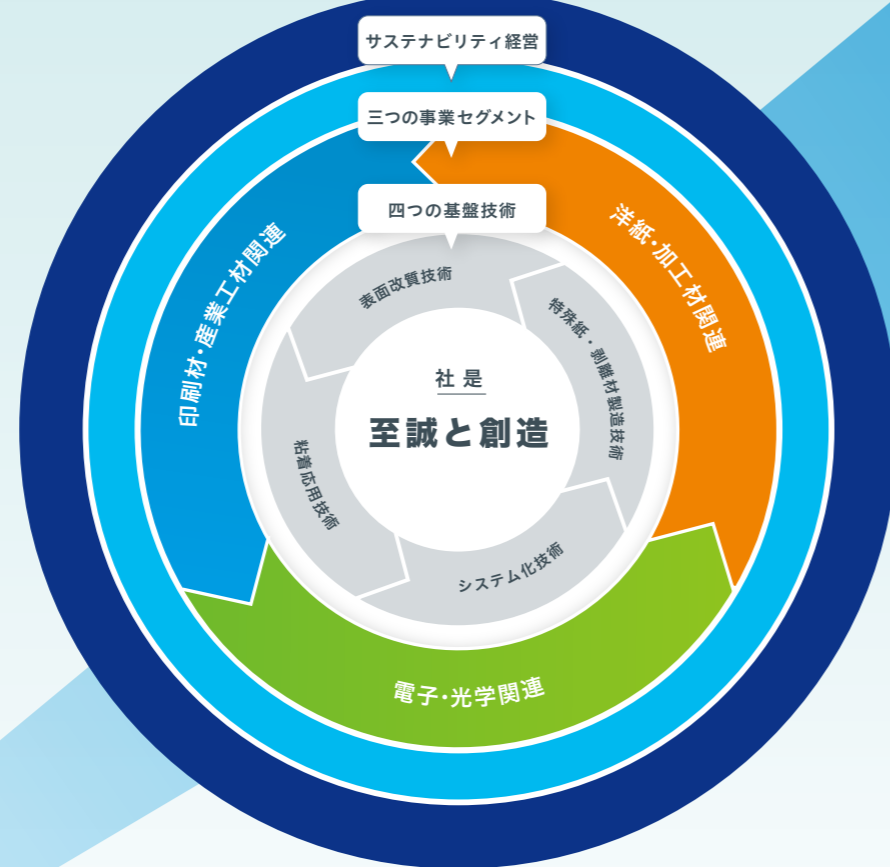 サステナビリティ経営
三つの事業セグメント
四つの基盤技術
印刷材・産業工材関連
洋紙・加工材関連
電子・光学関連
表面改質技術
特殊紙・剥離材製造技術
粘着応用技術
システム化技術
社是
至誠と創造